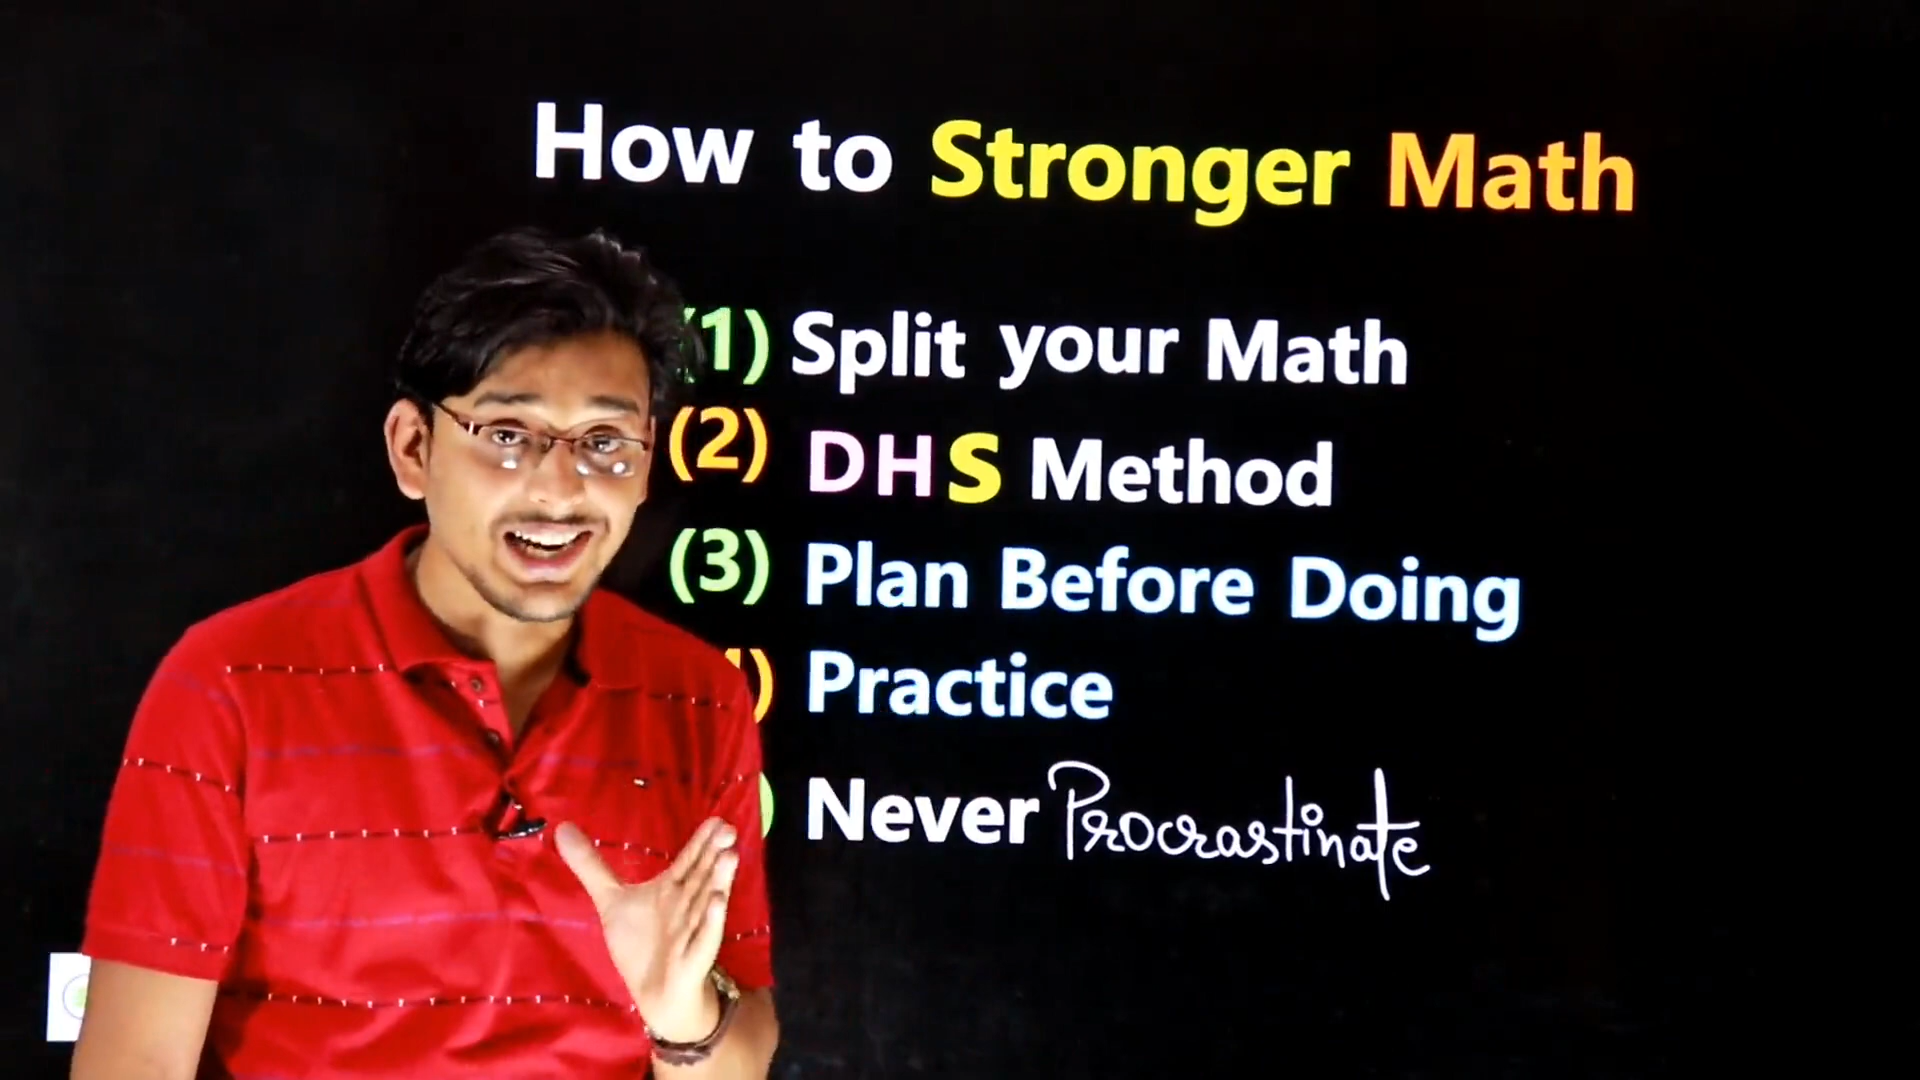 How to Stronger Math
(1) Split your Math
(2) DHS Method
(3) Plan Before Doing
) Practice
) Never Procrastinate